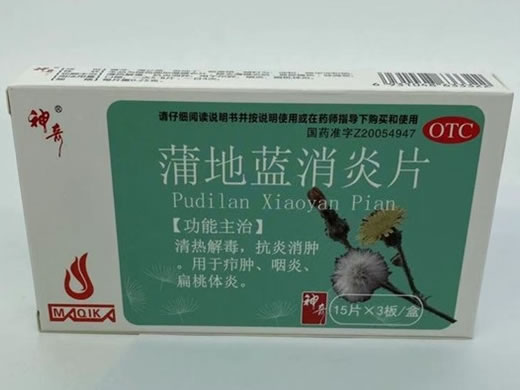 神奇®
请仔细阅读说明书并按说明使用或在药师指导下购买和使用
国药准字Z20054947
OTC
蒲地蓝消炎片
Pudilan Xiaoyan Pian
【功能主治】
清热解毒，抗炎消肿
。用于疖肿、咽炎、
扁桃体炎。
MAQIKA
神奇
15片×3板/盒